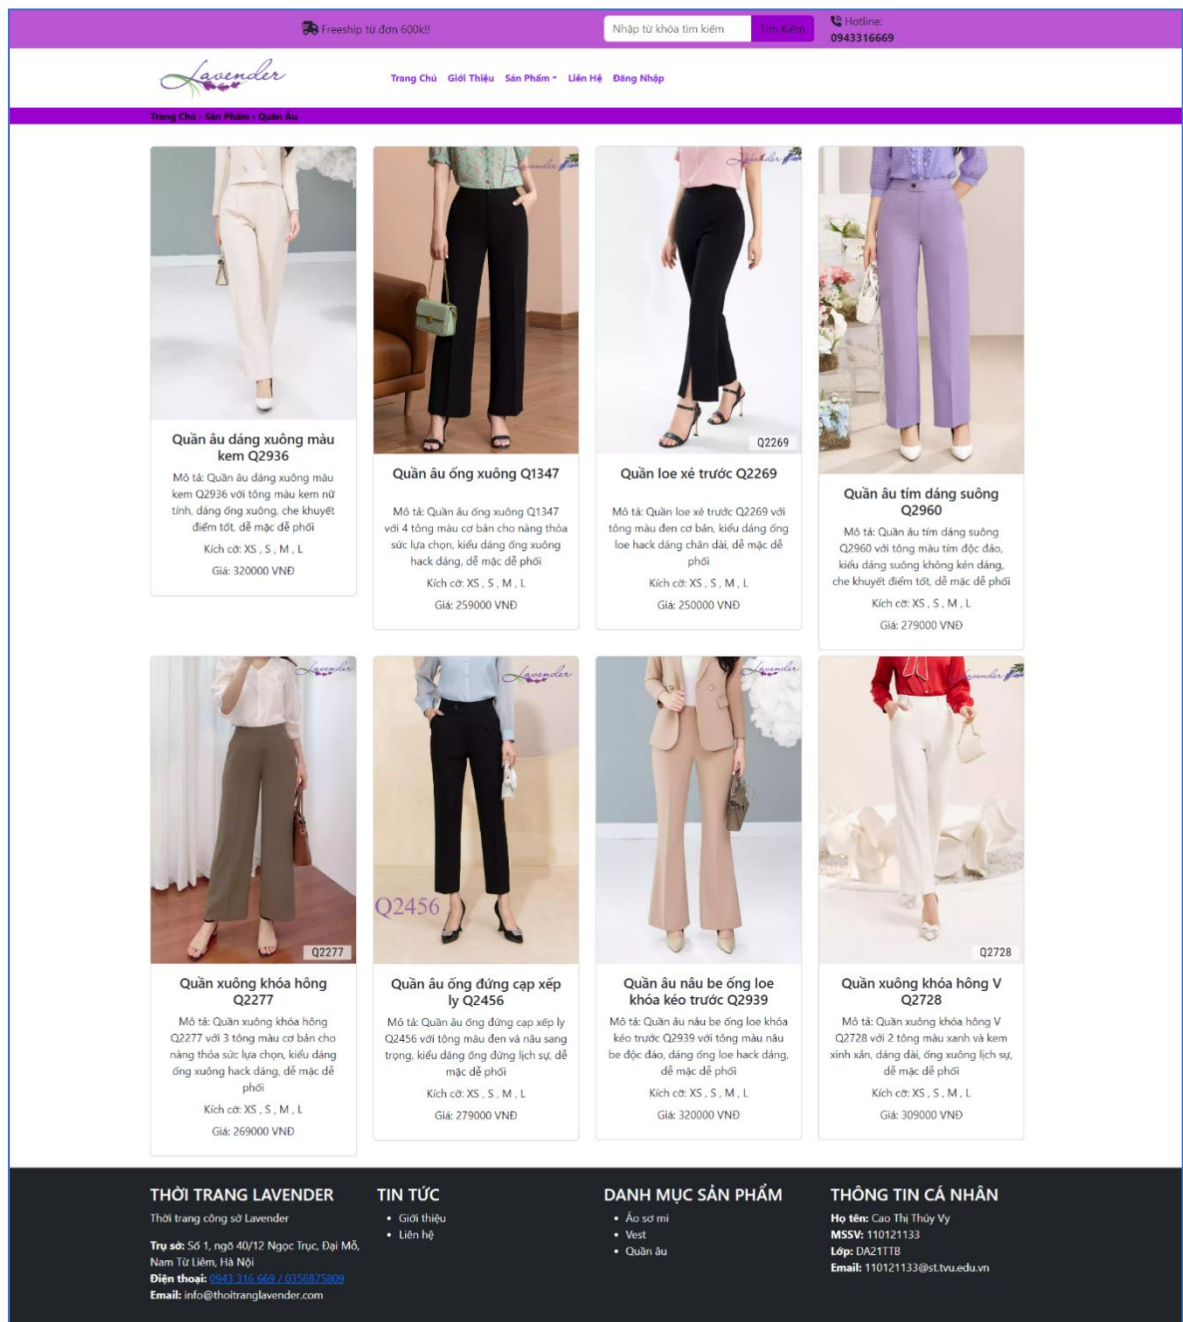 Freeship từ đơn 600k!!
Nhập từ khóa tìm kiếm
Tìm Kiếm
Hotline:
0943316669
Lavender
Trang Chủ Giới Thiệu Sản Phẩm Liên Hệ Đăng Nhập
Trang Chủ - Sản Phẩm - Quần Âu
Lavender
Lavender
Q2269
Quần âu dáng xuông màu
kem Q2936
Mô tả: Quần âu dáng xuông màu
kem Q2936 với tông màu kem nữ
tính, dáng ống xuông, che khuyết
điểm tốt, dễ mặc dễ phối
Kích cỡ: XS , S , M , L
Giá: 320000 VNĐ
Quần âu ống xuông Q1347
Mô tả: Quần âu ống xuông Q1347
với 4 tông màu cơ bản cho nàng thỏa
sức lựa chọn, kiểu dáng ống xuông
hack dáng, dễ mặc dễ phối
Kích cỡ: XS , S , M , L
Giá: 259000 VNĐ
Quần loe xẻ trước Q2269
Mô tả: Quần loe xẻ trước Q2269 với
tông màu đen cơ bản, kiểu dáng ống
loe hack dáng chân dài, dễ mặc dễ
phối
Kích cỡ: XS , S , M , L
Giá: 250000 VNĐ
Quần âu tím dáng suông
Q2960
Mô tả: Quần âu tím dáng suông
Q2960 với tông màu tím độc đáo,
kiểu dáng suông không kén dáng,
che khuyết điểm tốt, dễ mặc dễ phối
Kích cỡ: XS , S , M , L
Giá: 279000 VNĐ
Lavender
Lavender
Lavender
Lavender
Q2277
Q2456
Q2728
Quần xuông khóa hông
Q2277
Mô tả: Quần xuông khóa hông
Q2277 với 3 tông màu cơ bản cho
nàng thỏa sức lựa chọn, kiểu dáng
ống xuông hack dáng, dễ mặc dễ
phối
Kích cỡ: XS , S , M , L
Giá: 269000 VNĐ
Quần âu ống đứng cạp xếp
ly Q2456
Mô tả: Quần âu ống đứng cạp xếp ly
Q2456 với tông màu đen và nâu sang
trọng, kiểu dáng ống đứng lịch sự, dễ
mặc dễ phối
Kích cỡ: XS , S , M , L
Giá: 279000 VNĐ
Quần âu nâu be ống loe
khóa kéo trước Q2939
Mô tả: Quần âu nâu be ống loe khóa
kéo trước Q2939 với tông màu nâu
be độc đáo, dáng ống loe hack dáng,
dễ mặc dễ phối
Kích cỡ: XS , S , M , L
Giá: 320000 VNĐ
Quần xuông khóa hông V
Q2728
Mô tả: Quần xuông khóa hông V
Q2728 với 2 tông màu xanh và kem
xinh xắn, dáng dài, ống xuông lịch sự,
dễ mặc dễ phối
Kích cỡ: XS , S , M , L
Giá: 309000 VNĐ
THỜI TRANG LAVENDER
Thời trang công sở Lavender
Trụ sở: Số 1, ngõ 40/12 Ngọc Trục, Đại Mỗ,
Nam Từ Liêm, Hà Nội
Điện thoại: 0943 316 669 / 0356875809
Email: info@thoitranglavender.com
TIN TỨC
Giới thiệu
Liên hệ
DANH MỤC SẢN PHẨM
Áo sơ mi
Vest
Quần âu
THÔNG TIN CÁ NHÂN
Họ tên: Cao Thị Thúy Vy
MSSV: 110121133
Lớp: DA21TTB
Email: 110121133@st.tvu.edu.vn